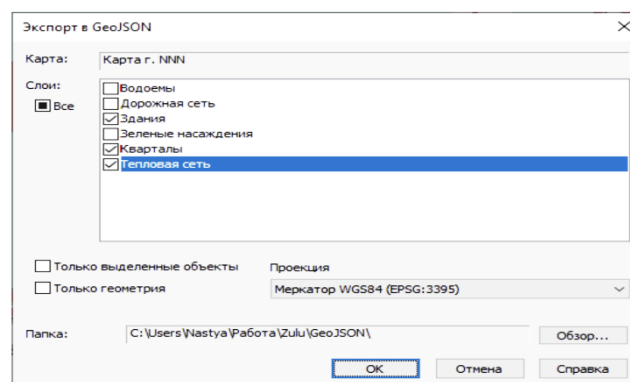 Экспорт в GeoJSON
Карта: Карта г. NNN
Слои:
Все
Водоемы
Дорожная сеть
Здания
Зеленые насаждения
Кварталы
Тепловая сеть
Только выделенные объекты
Только геометрия
Проекция
Меркатор WGS84 (EPSG:3395)
Папка: C:\Users\Nastya\Работа\Zulu\GeoJSON\
Обзор...
OK Отмена Справка